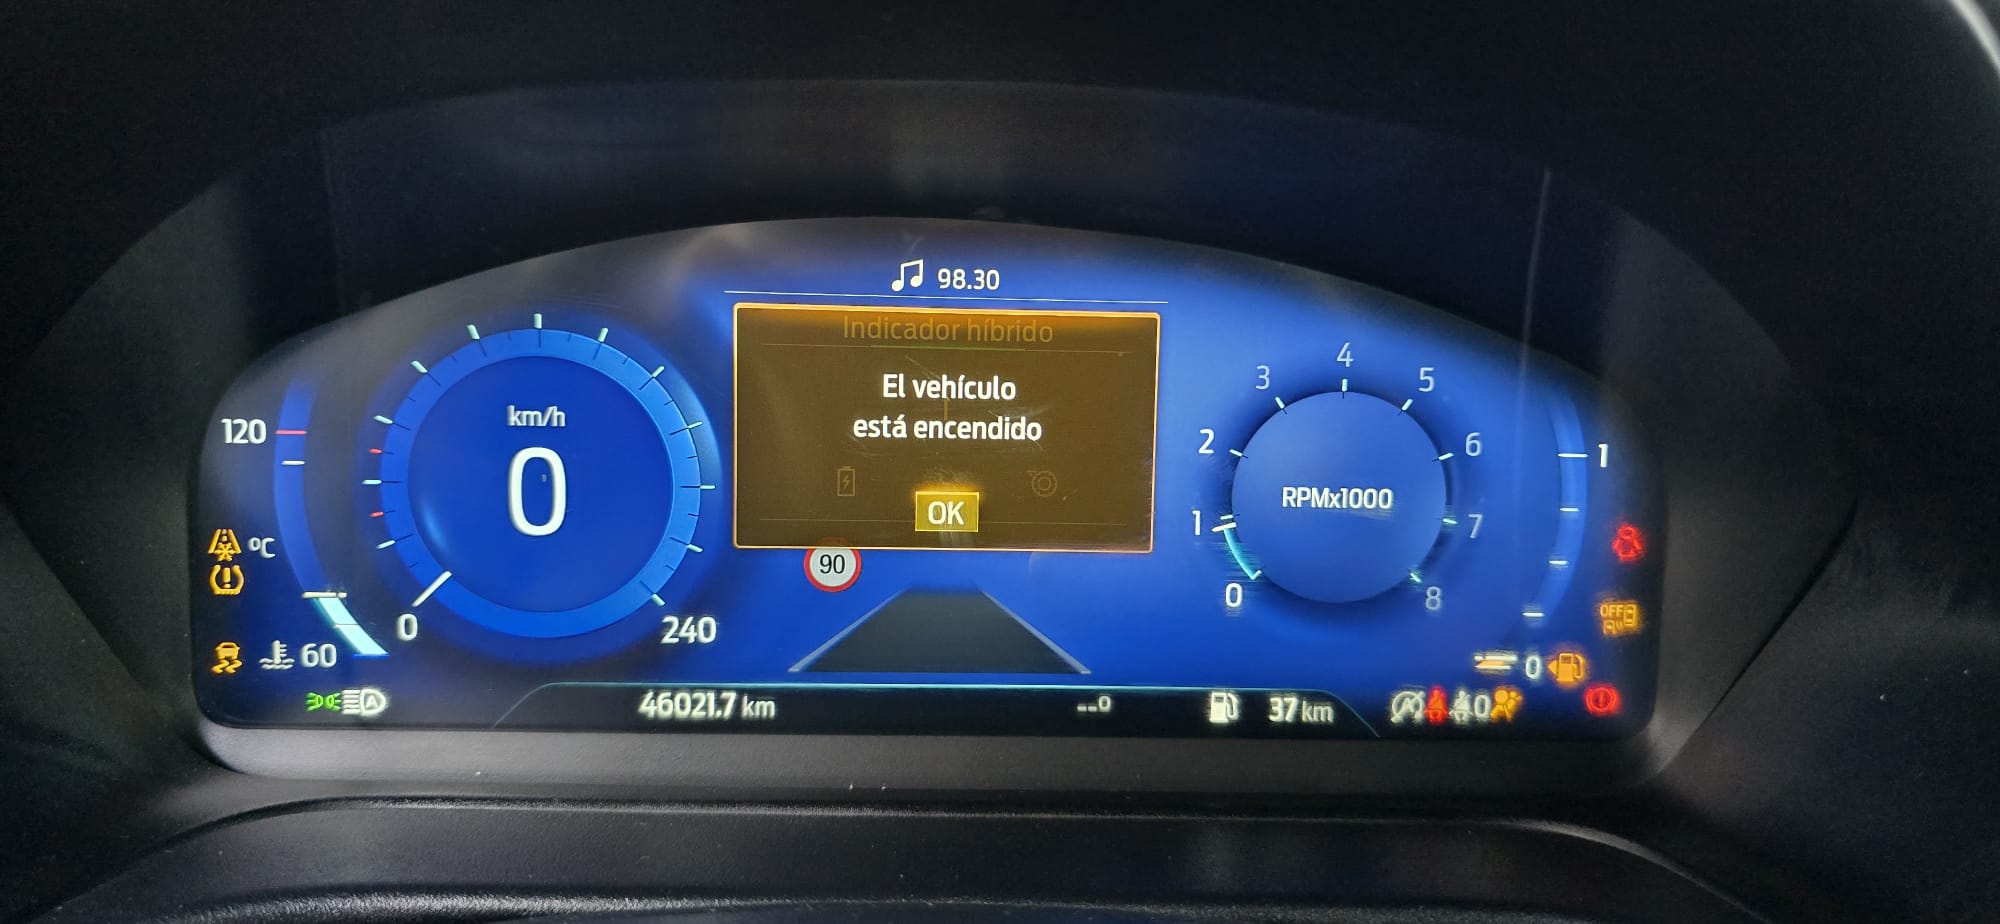 98.30
Indicador híbrido
El vehículo
está encendido
OK
120
°C
60
km/h
0
0
240
90
0
1
2
3
4
5
6
7
8
RPMx1000
1
0
OFF
A
46021.7 km
--°
37 km
0